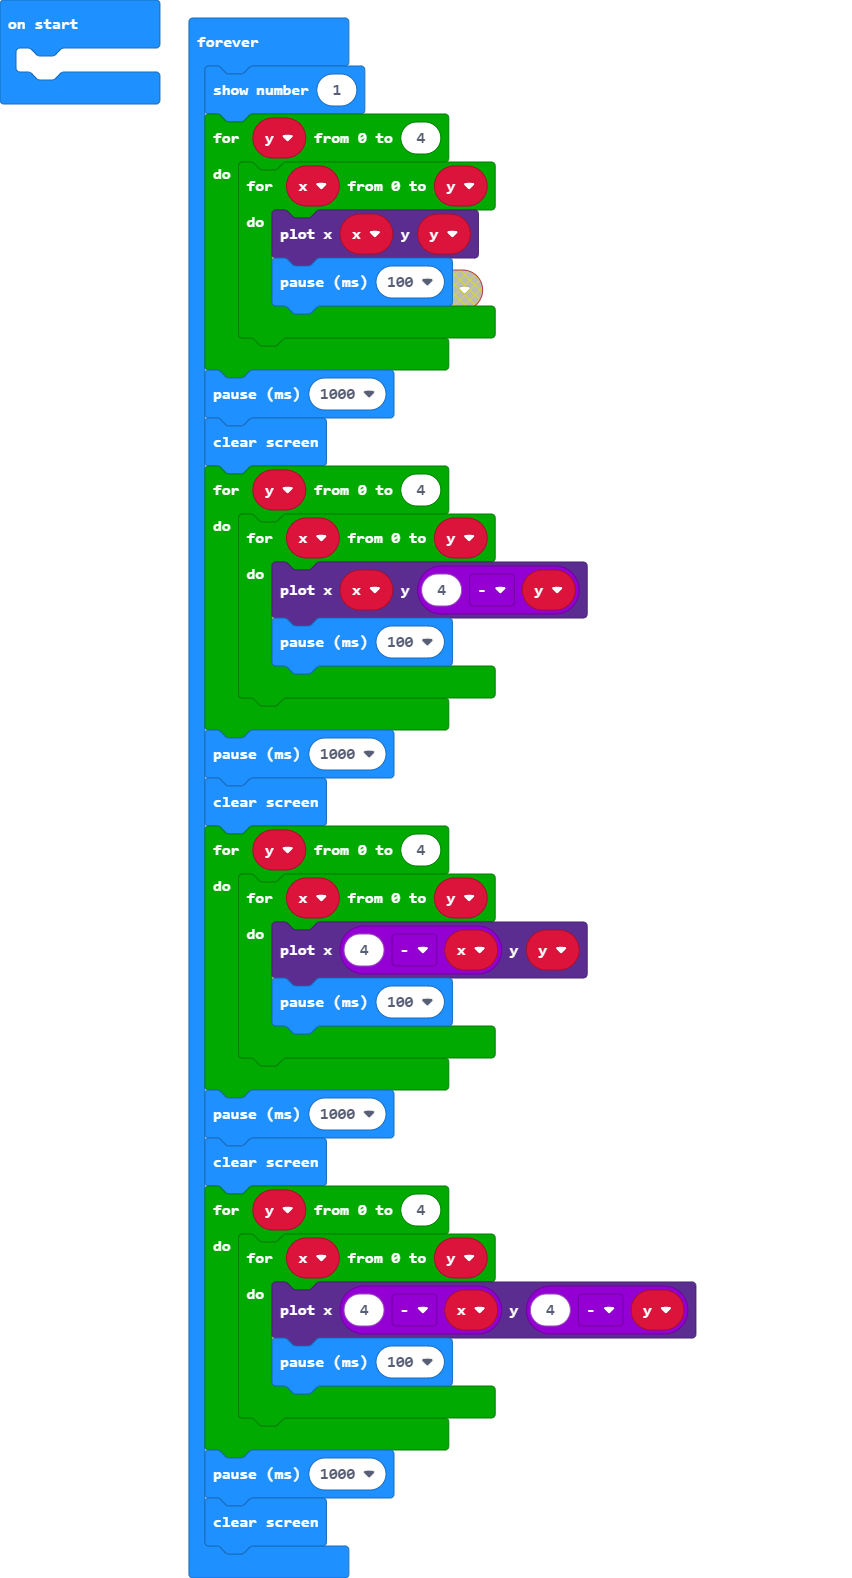 on start
forever
show number 1
for y from 0 to 4
do
for x from 0 to y
do
plot x x y y
pause (ms) 100
pause (ms) 1000
clear screen
for y from 0 to 4
do
for x from 0 to y
do
plot x x y 4 - y
pause (ms) 100
pause (ms) 1000
clear screen
for y from 0 to 4
do
for x from 0 to y
do
plot x 4 - x y y
pause (ms) 100
pause (ms) 1000
clear screen
for y from 0 to 4
do
for x from 0 to y
do
plot x 4 - x y 4 - y
pause (ms) 100
pause (ms) 1000
clear screen